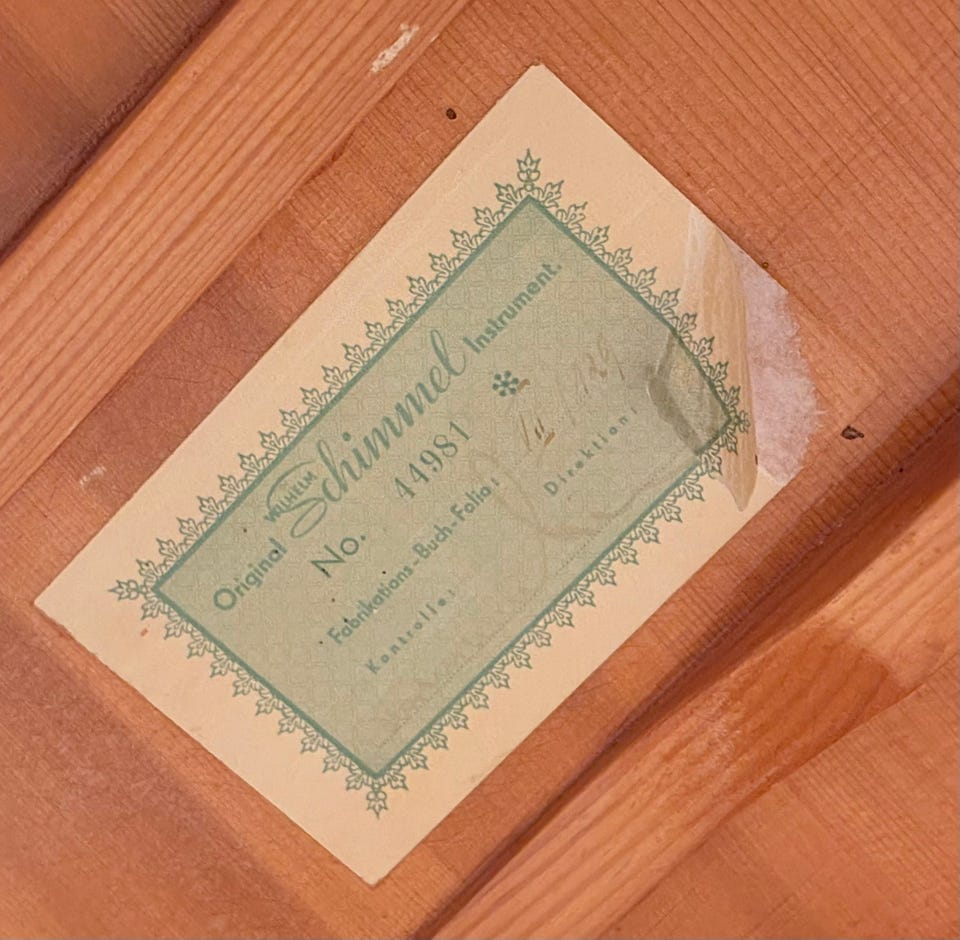 Original WILHELM Schimmel Instrument.
No. 44981
Fabrikations-Buch-Folio:
Kontrolle: Direktion: